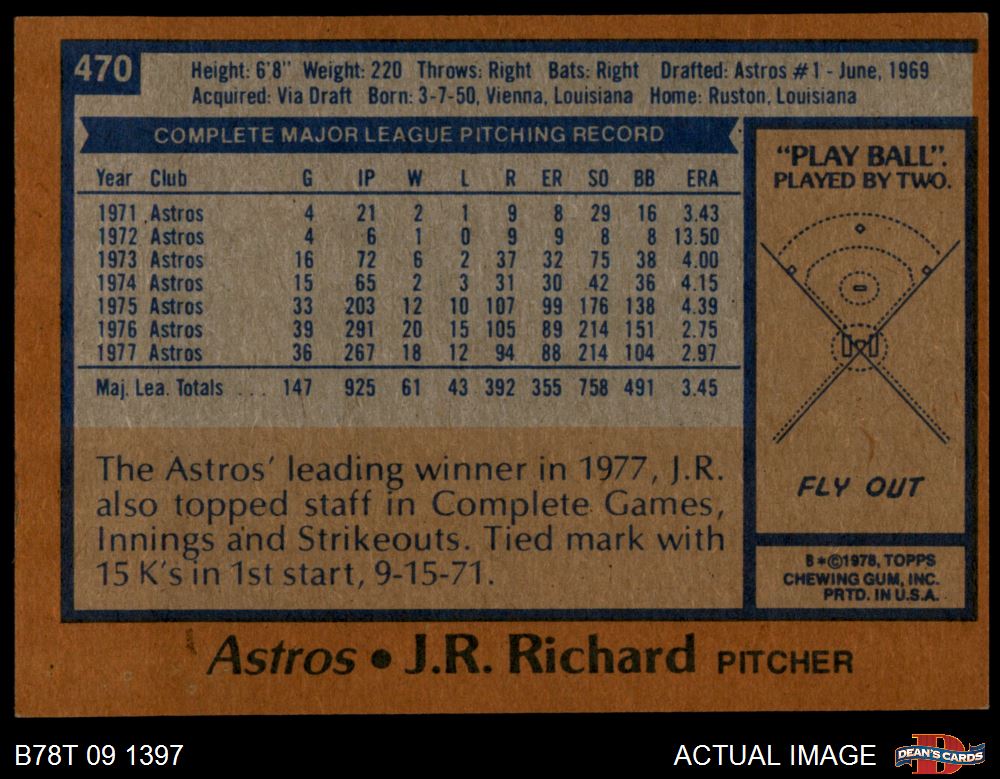 470
Height: 6'8" Weight: 220 Throws: Right Bats: Right Drafted: Astros #1 - June, 1969
Acquired: Via Draft Born: 3-7-50, Vienna, Louisiana Home: Ruston, Louisiana
COMPLETE MAJOR LEAGUE PITCHING RECORD
Year Club G IP W L R ER SO BB ERA
1971 Astros 4 21 2 1 9 8 29 16 3.43
1972 Astros 4 6 1 0 9 9 8 8 13.50
1973 Astros 16 72 6 2 37 32 75 38 4.00
1974 Astros 15 65 2 3 31 30 42 36 4.15
1975 Astros 33 203 12 10 107 99 176 138 4.39
1976 Astros 39 291 20 15 105 89 214 151 2.75
1977 Astros 36 267 18 12 94 88 214 104 2.97
Maj. Lea. Totals ... 147 925 61 43 392 355 758 491 3.45
The Astros' leading winner in 1977, J.R.
also topped staff in Complete Games,
Innings and Strikeouts. Tied mark with
15 K's in 1st start, 9-15-71.
"PLAY BALL".
PLAYED BY TWO.
FLY OUT
B*©1978, TOPPS
CHEWING GUM, INC.
PRTD. IN U.S.A.
Astros • J.R. Richard PITCHER
B78T 09 1397
ACTUAL IMAGE
DEAN'S CARDS